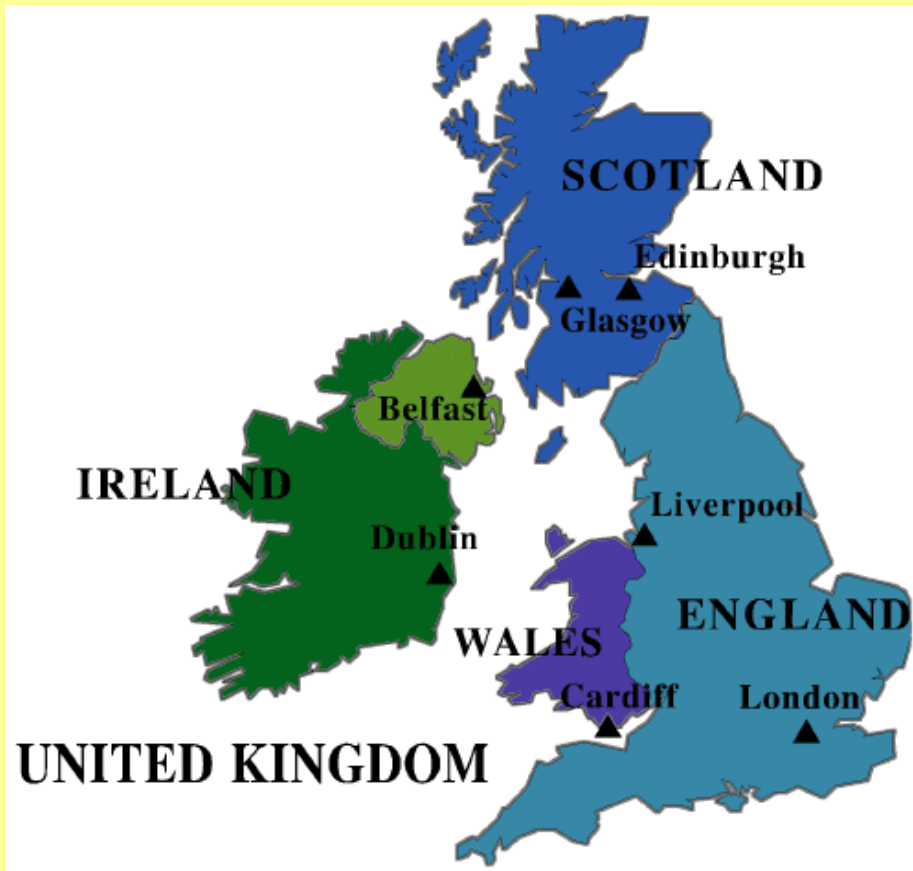 SCOTLAND
Edinburgh
Glasgow
Belfast
IRELAND
Liverpool
Dublin
ENGLAND
WALES
Cardiff
London
UNITED KINGDOM